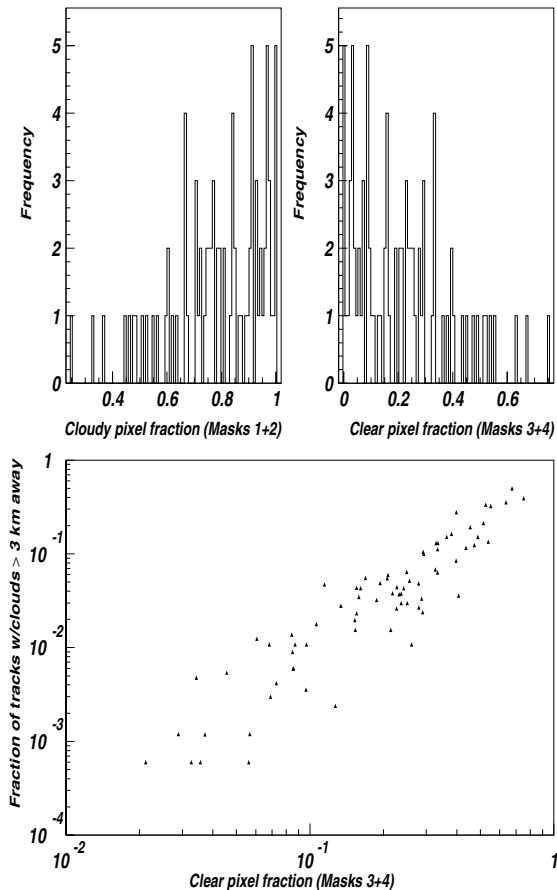 5
4
3
2
1
0
Frequency
0.4 0.6 0.8 1
Cloudy pixel fraction (Masks 1+2)
5
4
3
2
1
0
Frequency
0 0.2 0.4 0.6
Clear pixel fraction (Masks 3+4)
1
10 -1
10 -2
10 -3
10 -4
Fraction of tracks w/clouds > 3 km away
10 -2 10 -1 1
Clear pixel fraction (Masks 3+4)